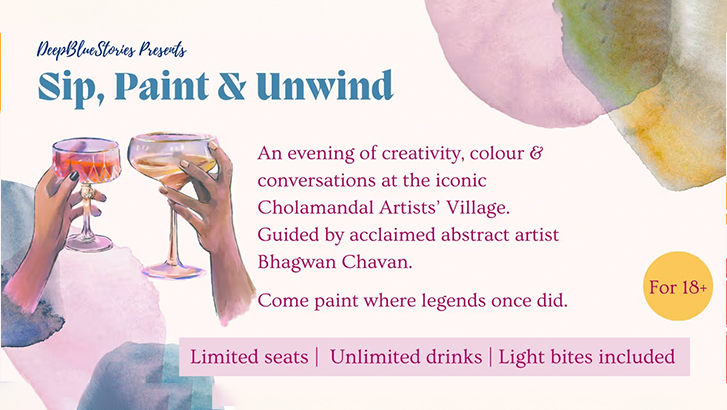 DeepBlueStories Presents
Sip, Paint & Unwind
An evening of creativity, colour &
conversations at the iconic
Cholamandal Artists' Village.
Guided by acclaimed abstract artist
Bhagwan Chavan.
Come paint where legends once did.
For 18+
Limited seats | Unlimited drinks | Light bites included